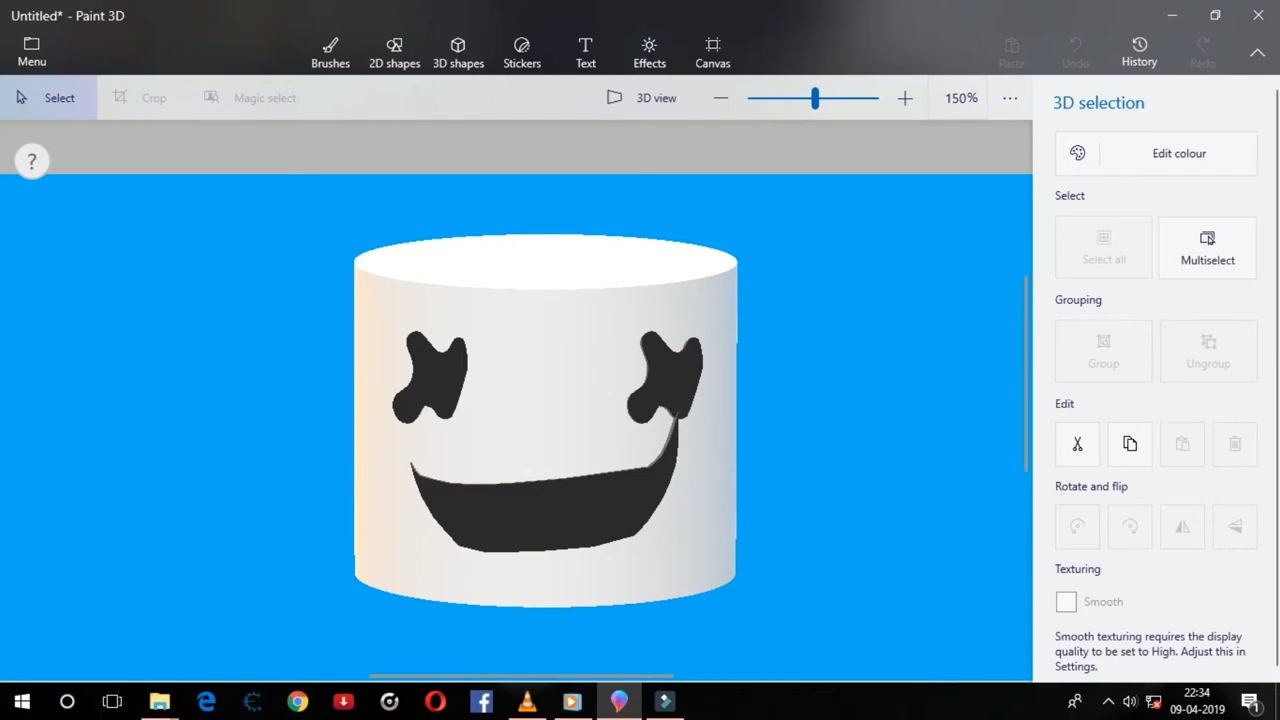 Untitled* - Paint 3D
Menu
Brushes
2D shapes
3D shapes
Stickers
Text
Effects
Canvas
Paste
Undo
History
Redo
Select
Crop
Magic select
3D view
150%
?
3D selection
Edit colour
Select
Select all
Multiselect
Grouping
Group
Ungroup
Edit
Rotate and flip
Texturing
Smooth
Smooth texturing requires the display
quality to be set to High. Adjust this in
Settings.
22:34
09-04-2019
1